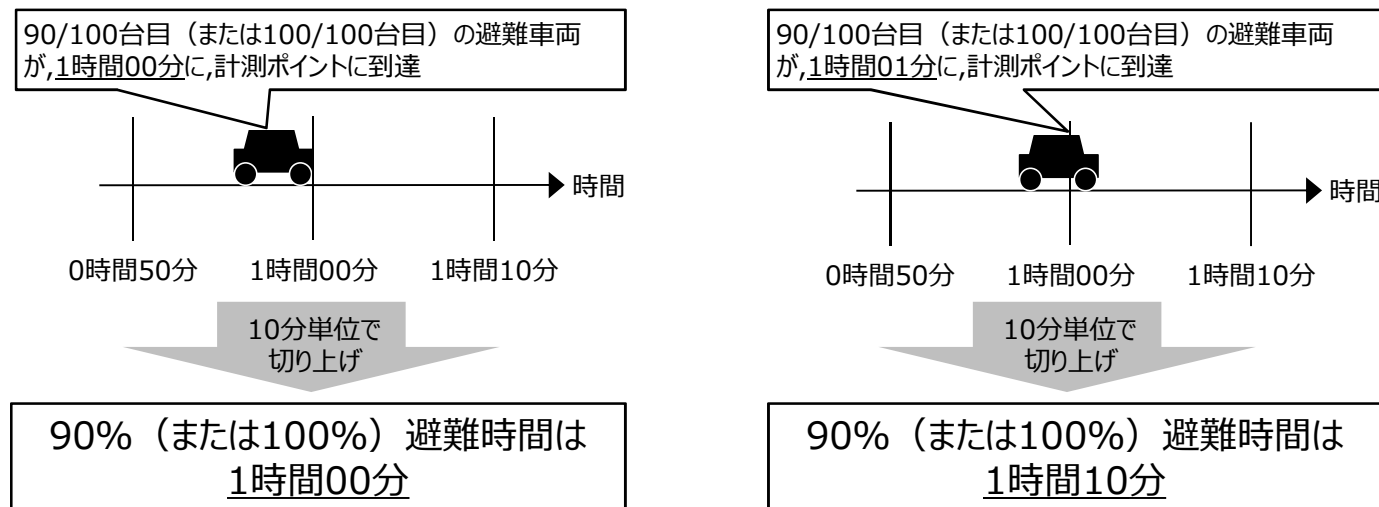 90/100台目（または100/100台目）の避難車両
が,1時間00分に,計測ポイントに到達
時間
0時間50分
1時間00分
1時間10分
10分単位で
切り上げ
90%（または100%）避難時間は
1時間00分
90/100台目（または100/100台目）の避難車両
が,1時間01分に,計測ポイントに到達
時間
0時間50分
1時間00分
1時間10分
10分単位で
切り上げ
90%（または100%）避難時間は
1時間10分